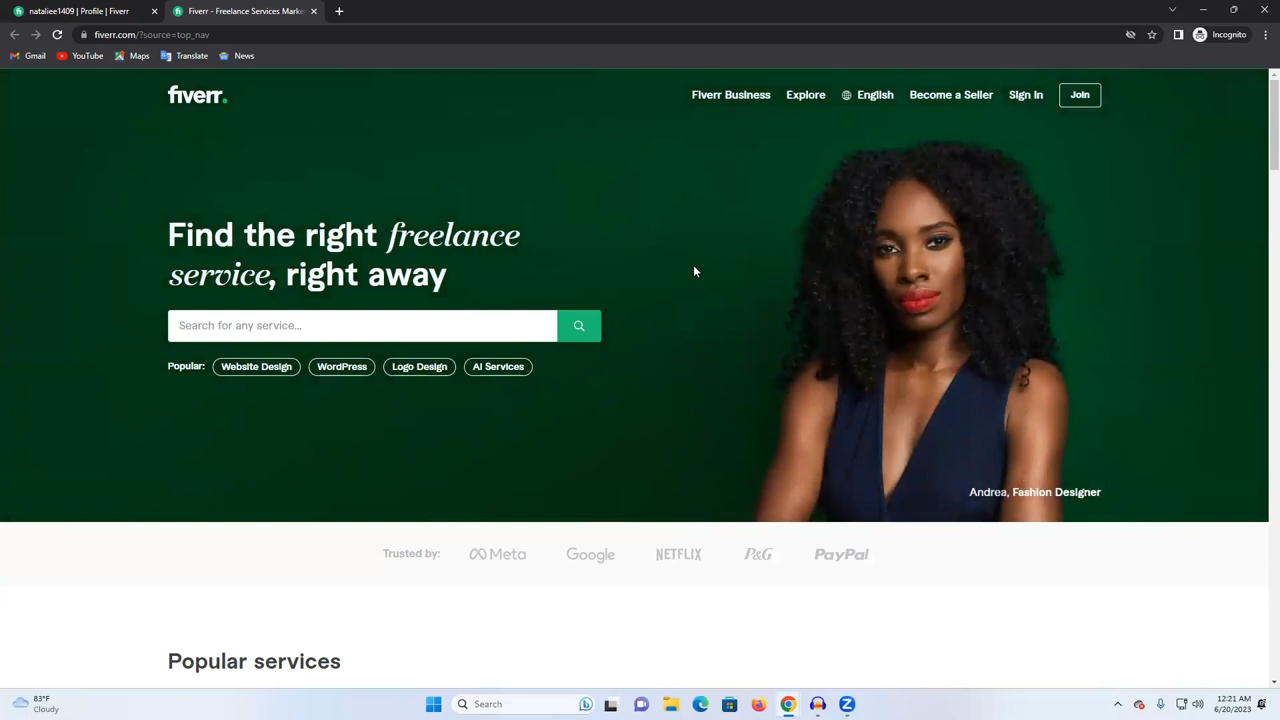 nataliee1409 | Profile | Fiverr
Fiverr - Freelance Services Marke
fiverr.com/?source=top_nav
Incognito
Gmail
YouTube
Maps
Translate
News
fiverr.
Fiverr Business
Explore
English
Become a Seller
Sign In
Join
Find the right freelance
service, right away
Search for any service...
Popular:
Website Design
WordPress
Logo Design
AI Services
Andrea, Fashion Designer
Trusted by:
Meta
Google
NETFLIX
P&G
PayPal
Popular services
83°F
Cloudy
Search
12:21 AM
6/20/2023